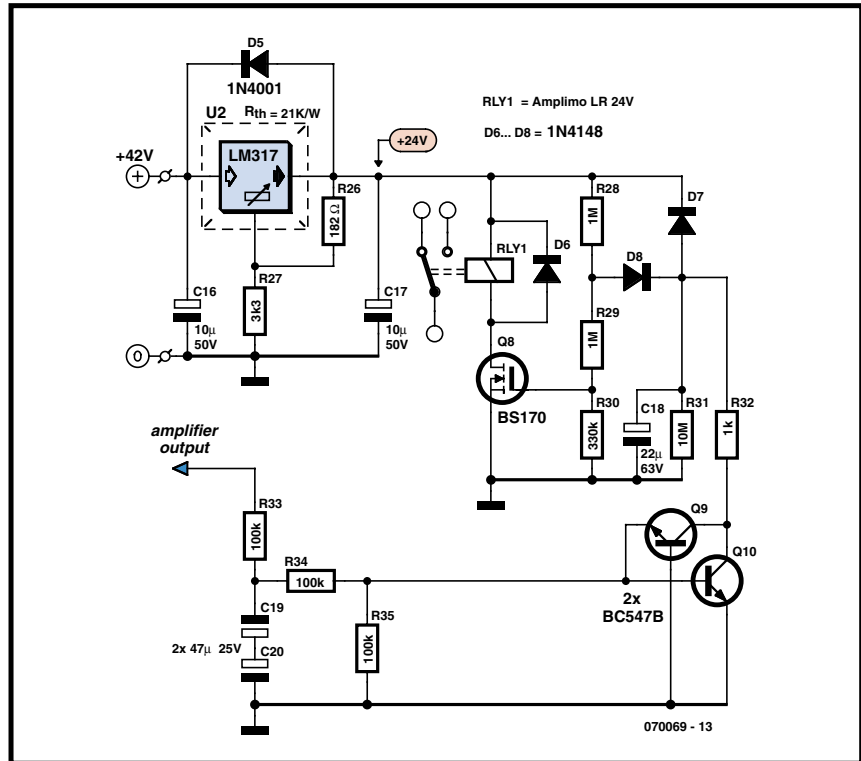 D5
1N4001
U2
Rth = 21K/W
+42V
LM317
+24V
RLY1 = Amplimo LR 24V
D6... D8 = 1N4148
R26
182 Ω
R27
3k3
C16
10µ
50V
C17
10µ
50V
0
RLY1
D6
R28
1M
D7
D8
R29
1M
Q8
BS170
R30
330k
C18
22µ
63V
R31
10M
R32
1k
amplifier
output
R33
100k
R34
100k
C19
2x 47µ 25V
C20
R35
100k
Q9
Q10
2x
BC547B
070069 - 13